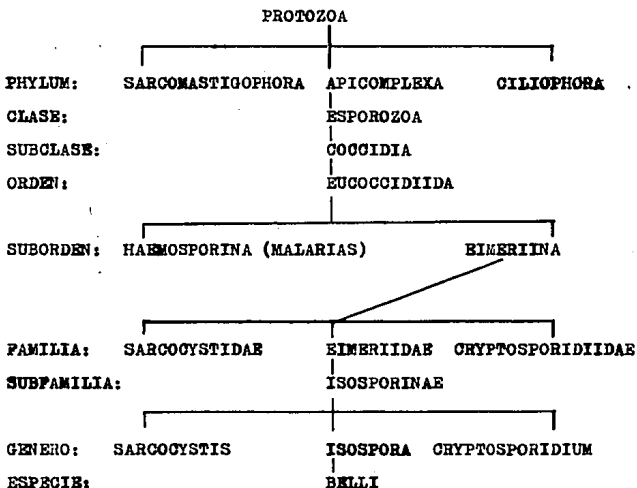 PROTOZOA
PHYLUM: SARCOMASTIGOPHORA APICOMPLEXA CILIOPHORA
CLASE: ESPOROZOA
SUBCLASE: COCCIDIA
ORDEN: EUCOCCIDIIDA
SUBORDEN: HAEMOSPORINA (MALARIAS) EIMERIINA
FAMILIA: SARCOCYSTIDAE EIMERIIDAE CRYPTOSPORIDIIDAE
SUBFAMILIA: ISOSPORINAE
GENERO: SARCOCYSTIS ISOSPORA CRYPTOSPORIDIUM
ESPECIE: BELLI